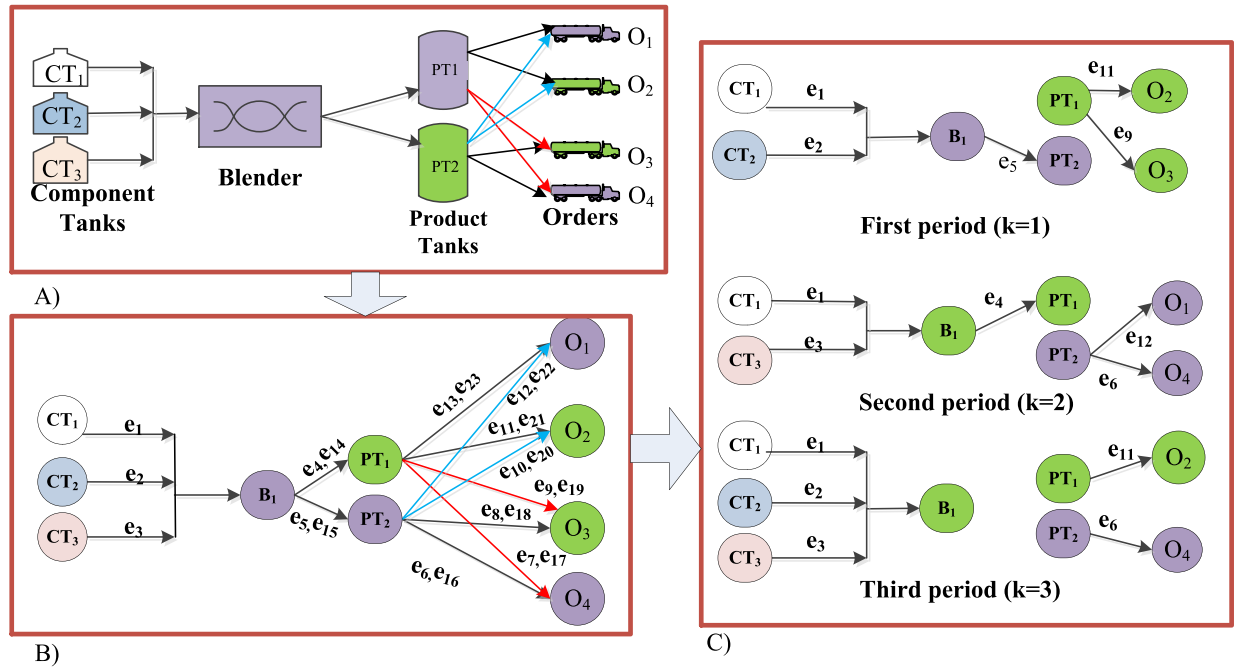 CT1
CT2
CT3
Component
Tanks
Blender
PT1
PT2
Product
Tanks
O1
O2
O3
O4
Orders
A)
CT1
CT2
CT3
e1
e2
e3
B1
e4,e14
e5,e15
PT1
PT2
e13,e23
e12,e22
e11,e21
e10,e20
e9,e19
e8,e18
e7,e17
e6,e16
O1
O2
O3
O4
B)
CT1
e1
CT2
e2
B1
e5
PT1
PT2
e11
O2
e9
O3
First period (k=1)
CT1
e1
CT3
e3
B1
e4
PT1
PT2
O1
e12
e6
O4
Second period (k=2)
CT1
e1
CT2
e2
CT3
e3
B1
PT1
e11
O2
PT2
e6
O4
Third period (k=3)
C)